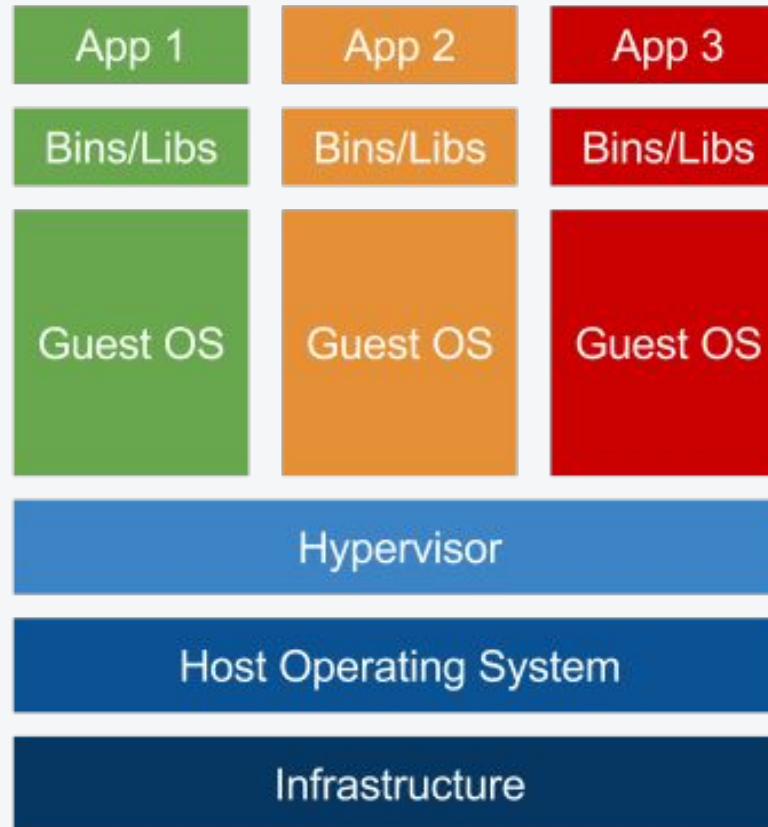 App 1
App 2
App 3
Bins/Libs
Bins/Libs
Bins/Libs
Guest OS
Guest OS
Guest OS
Hypervisor
Host Operating System
Infrastructure